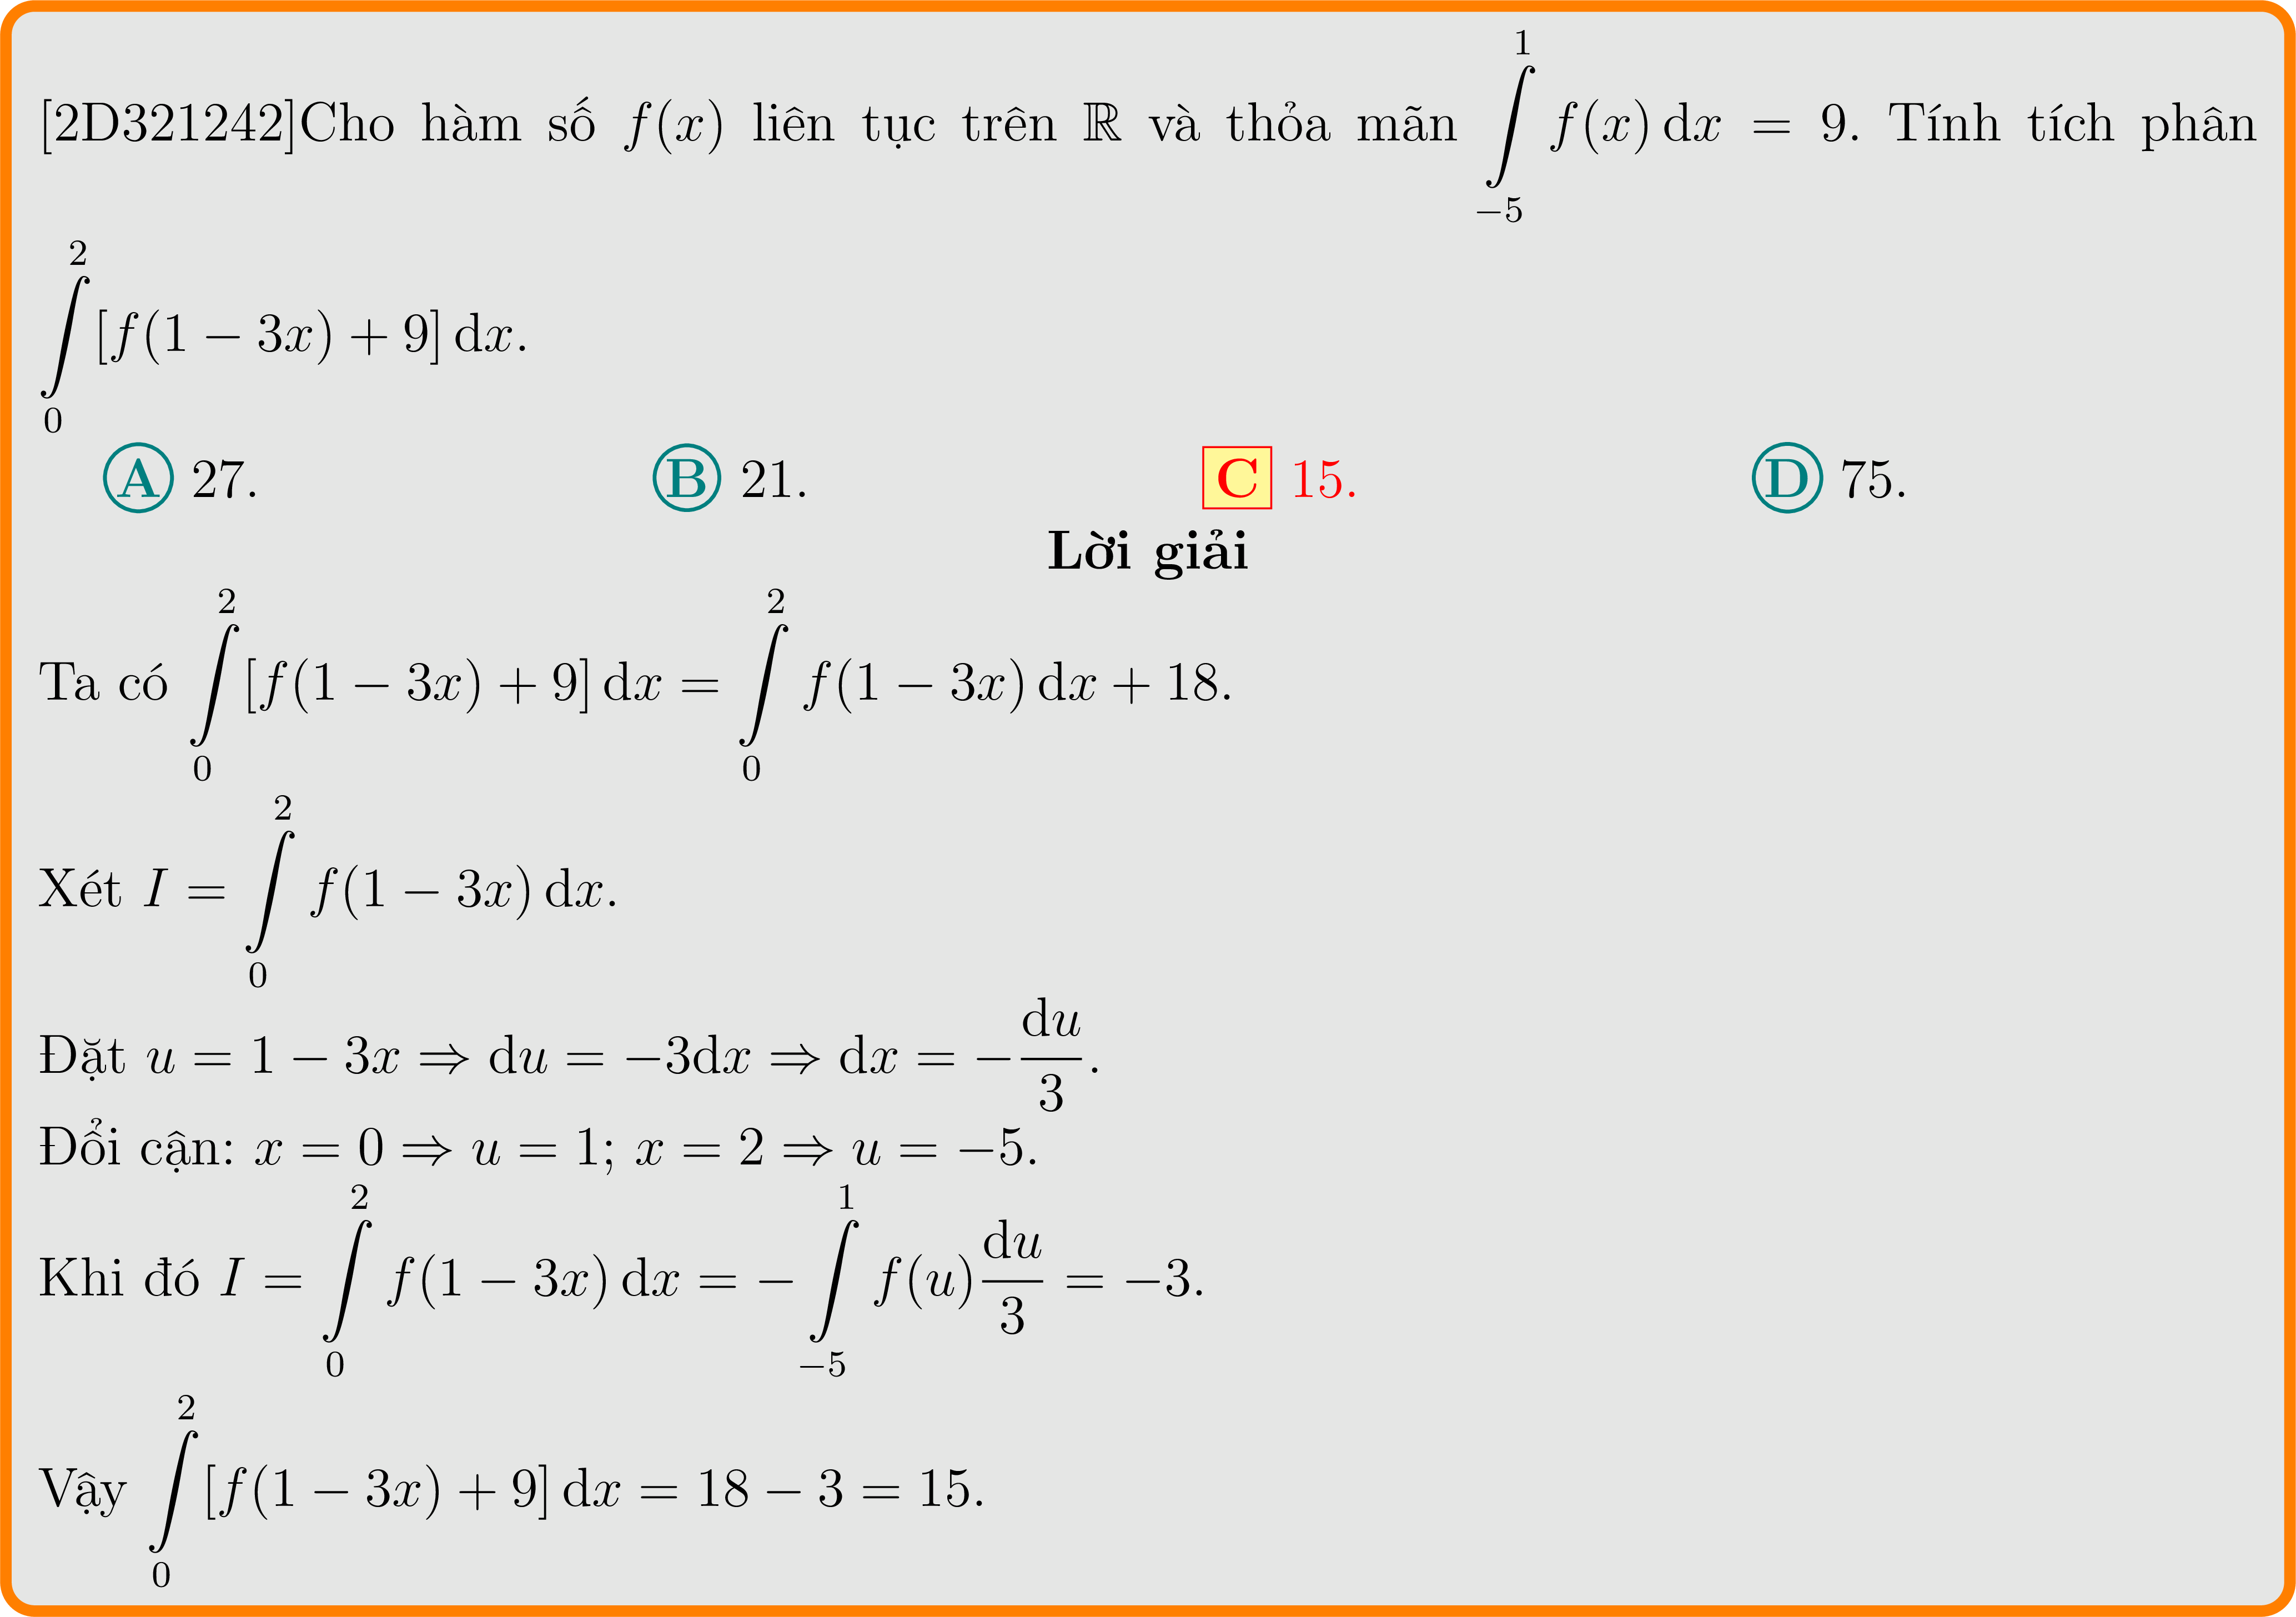 [2D321242]Cho hàm số $f(x)$ liên tục trên $\mathbb{R}$ và thỏa mãn $\int\limits_{-5}^{1} f(x)\,\mathrm{d}x = 9$. Tính tích phân
$\int\limits_{0}^{2} [f(1-3x)+9]\,\mathrm{d}x$.
A 27. B 21. C 15. D 75.
Lời giải
Ta có $\int\limits_{0}^{2} [f(1-3x)+9]\,\mathrm{d}x = \int\limits_{0}^{2} f(1-3x)\,\mathrm{d}x + 18$.
Xét $I = \int\limits_{0}^{2} f(1-3x)\,\mathrm{d}x$.
Đặt $u = 1-3x \Rightarrow \mathrm{d}u = -3\mathrm{d}x \Rightarrow \mathrm{d}x = -\dfrac{\mathrm{d}u}{3}$.
Đổi cận: $x = 0 \Rightarrow u = 1$; $x = 2 \Rightarrow u = -5$.
Khi đó $I = \int\limits_{0}^{2} f(1-3x)\,\mathrm{d}x = -\int\limits_{-5}^{1} f(u)\dfrac{\mathrm{d}u}{3} = -3$.
Vậy $\int\limits_{0}^{2} [f(1-3x)+9]\,\mathrm{d}x = 18-3 = 15$.